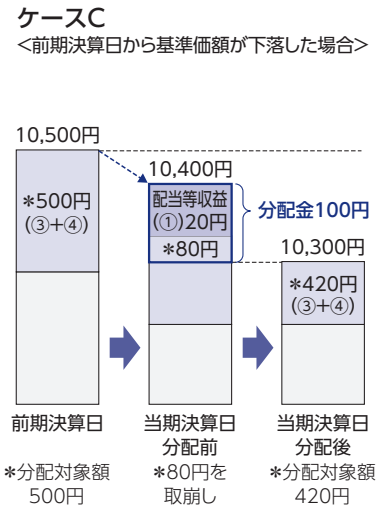 ケースC
<前期決算日から基準価額が下落した場合>
10,500円
＊500円
(③＋④)
10,400円
配当等収益
(①)20円
＊80円
分配金100円
10,300円
＊420円
(③＋④)
前期決算日
当期決算日
分配前
当期決算日
分配後
＊分配対象額
500円
＊80円を
取崩し
＊分配対象額
420円